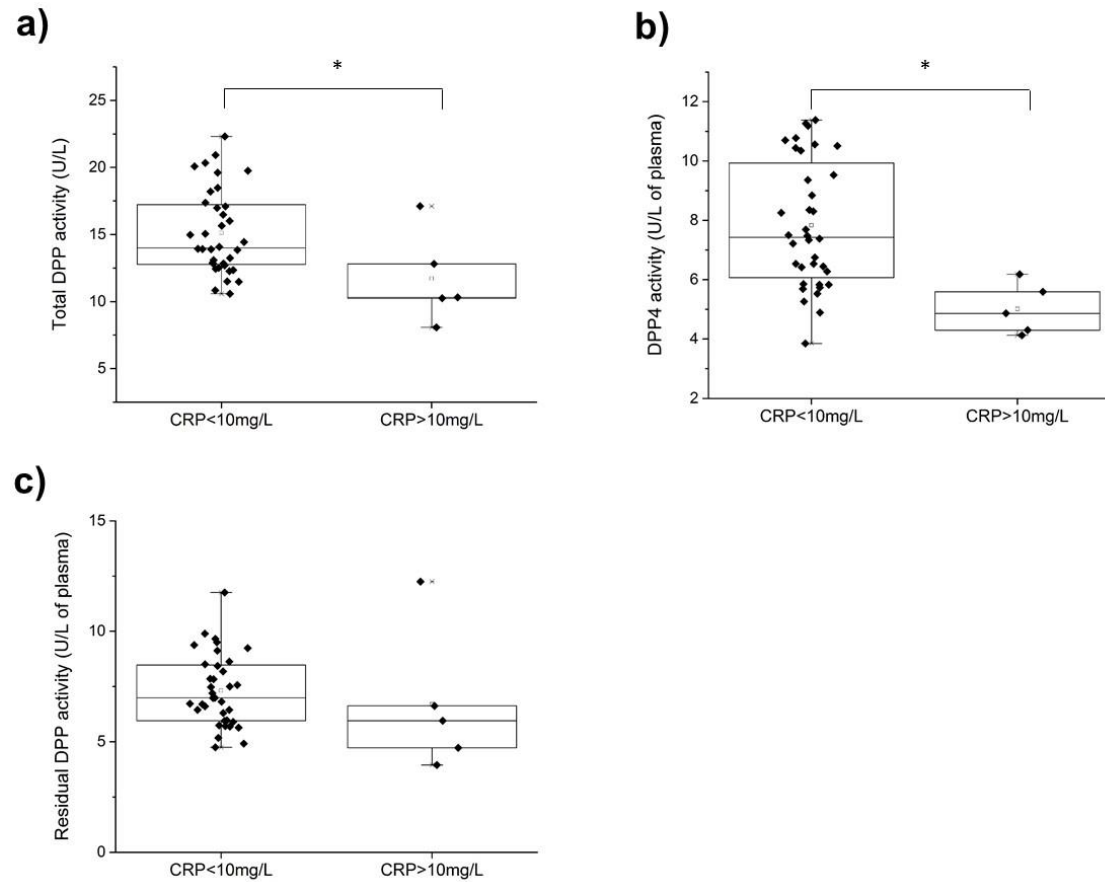 a)
*
Total DPP activity (U/L)
25
20
15
10
5
CRP<10mg/L CRP>10mg/L
b)
*
DPP4 activity (U/L of plasma)
12
10
8
6
4
2
CRP<10mg/L CRP>10mg/L
c)
Residual DPP activity (U/L of plasma)
15
10
5
0
CRP<10mg/L CRP>10mg/L